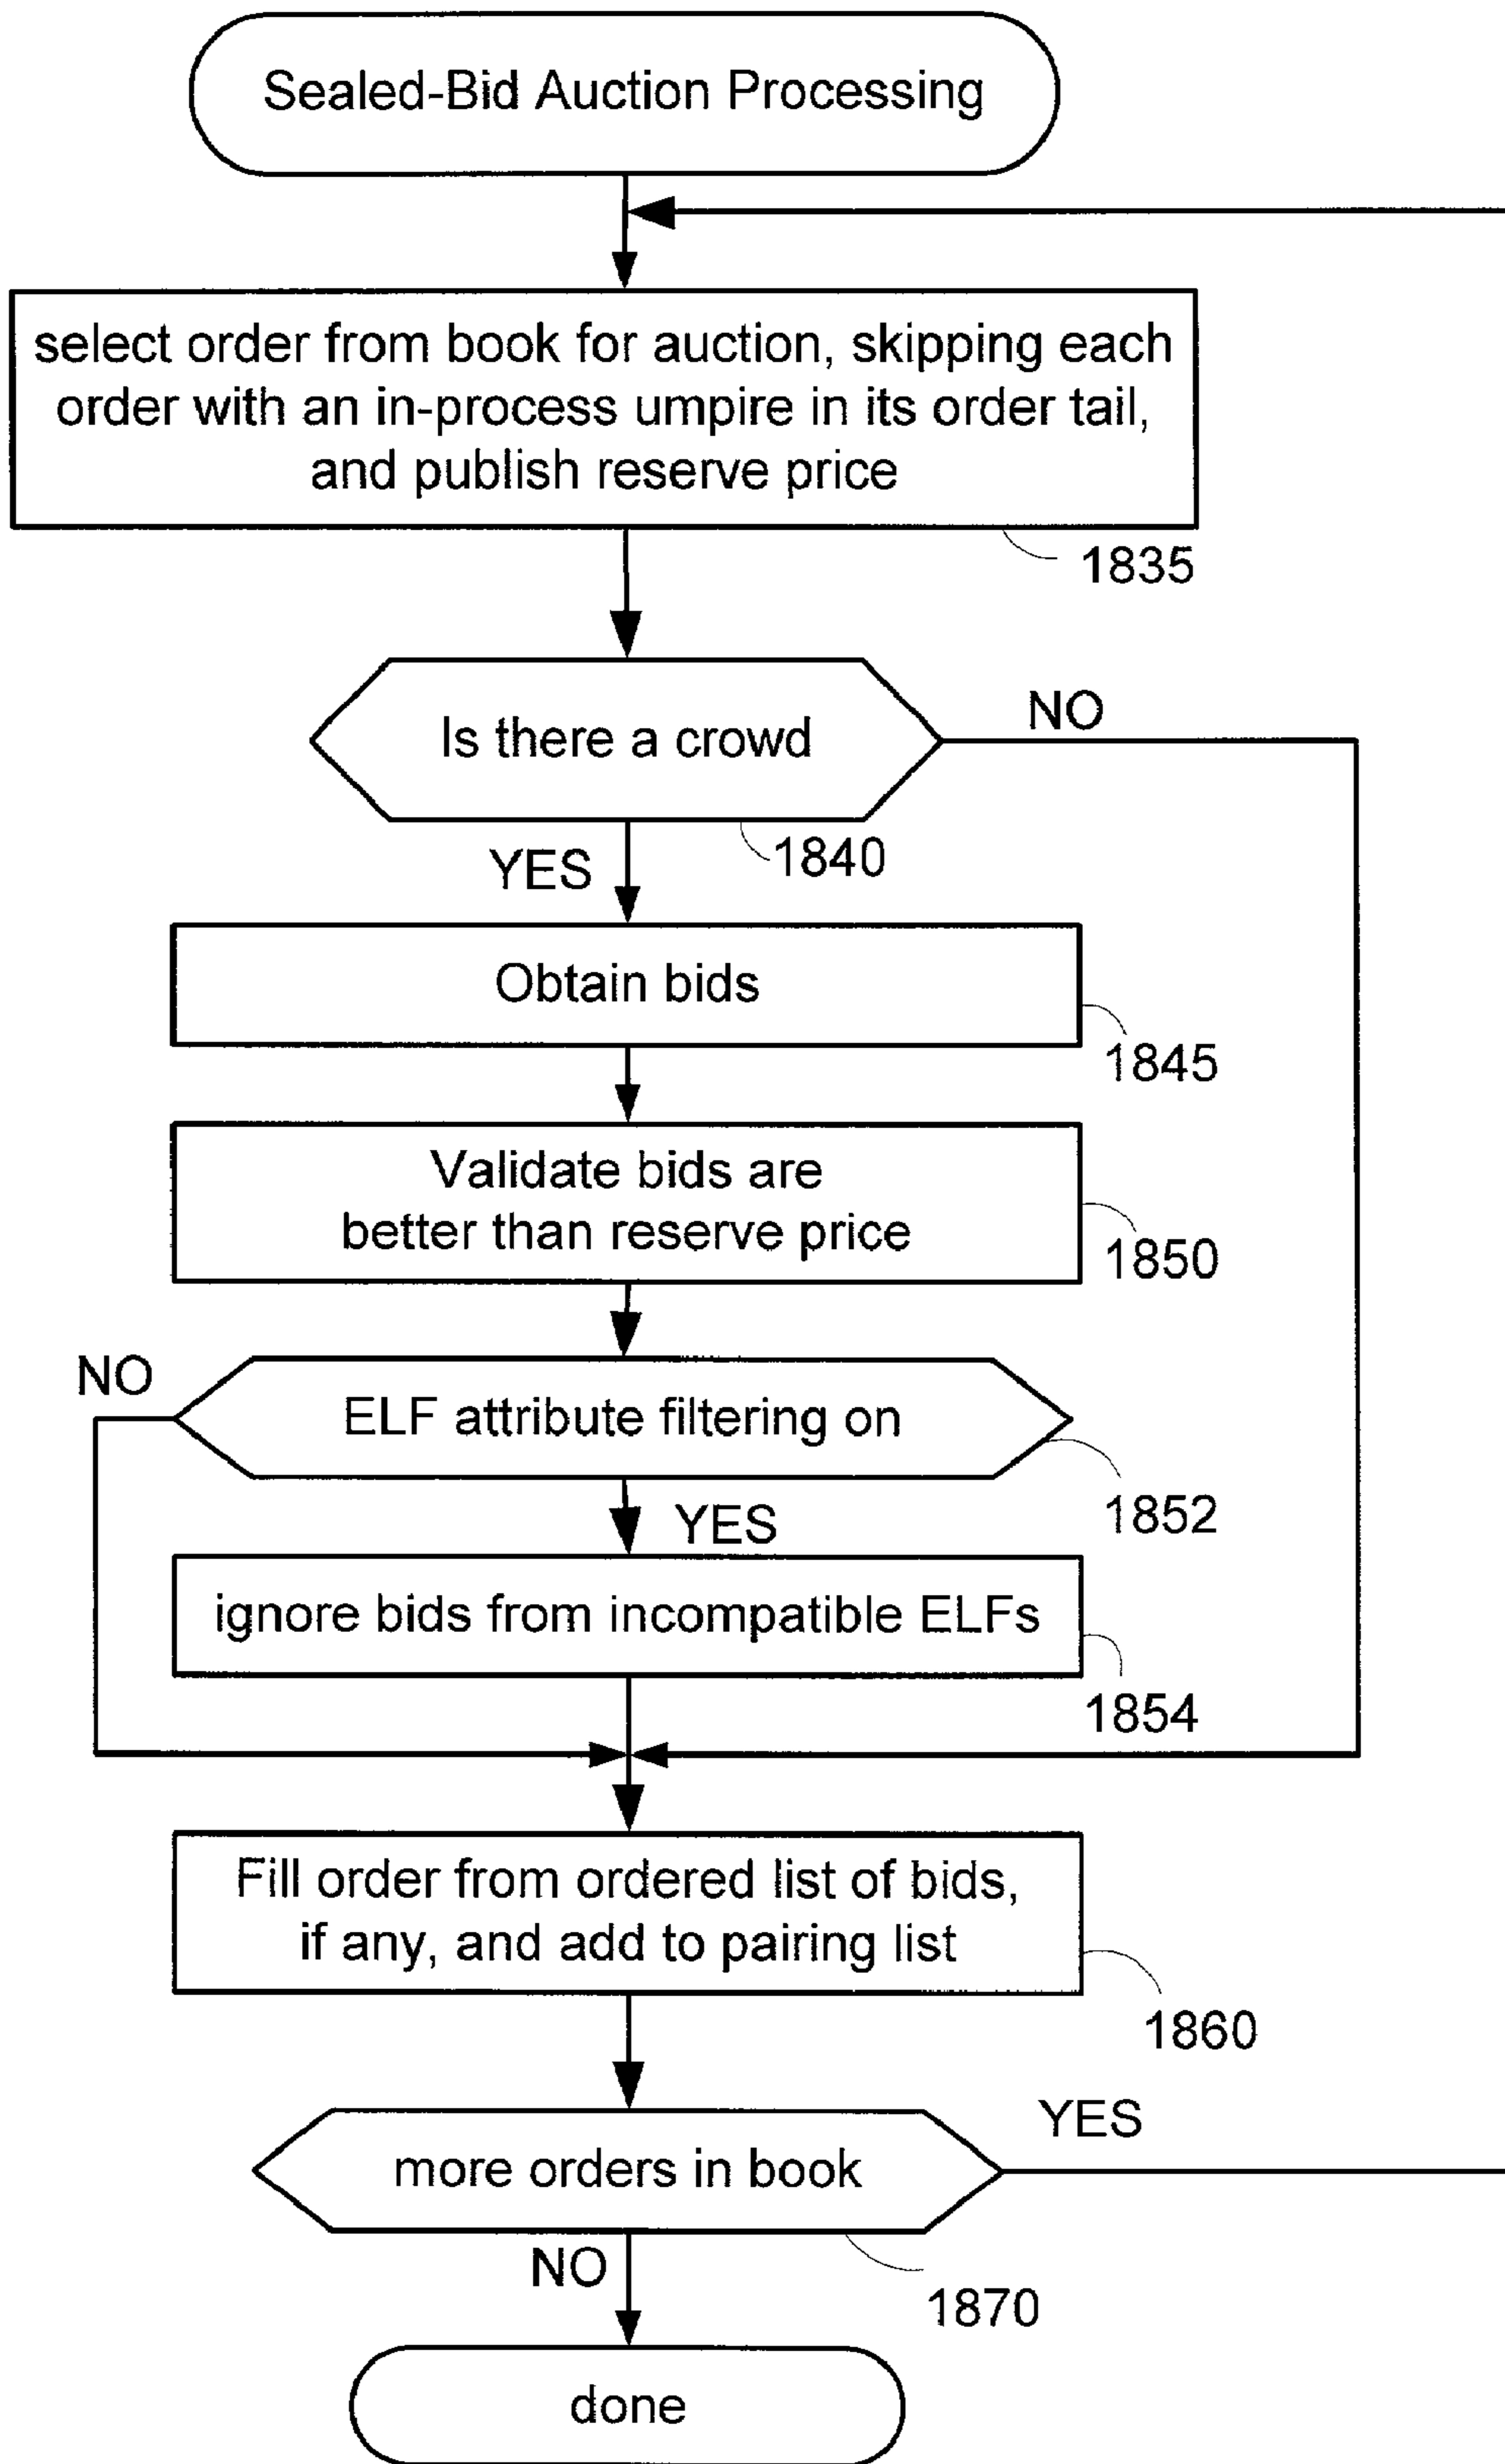 Sealed-Bid Auction Processing
select order from book for auction, skipping each
order with an in-process umpire in its order tail,
and publish reserve price
1835
Is there a crowd
NO
1840
YES
Obtain bids
1845
Validate bids are
better than reserve price
1850
NO
ELF attribute filtering on
1852
YES
ignore bids from incompatible ELFs
1854
Fill order from ordered list of bids,
if any, and add to pairing list
1860
YES
more orders in book
NO
1870
done